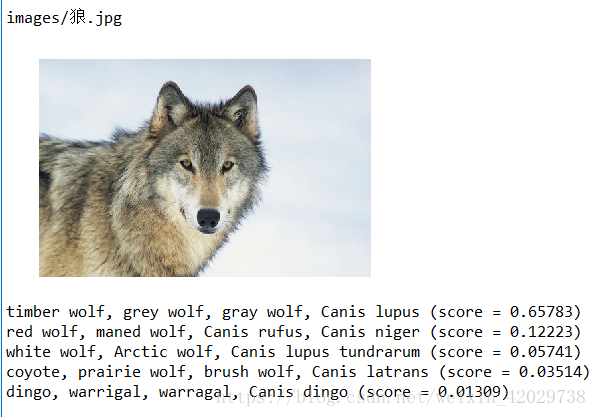 images/狼.jpg
timber wolf, grey wolf, gray wolf, Canis lupus (score = 0.65783)
red wolf, maned wolf, Canis rufus, Canis niger (score = 0.12223)
white wolf, Arctic wolf, Canis lupus tundrarum (score = 0.05741)
coyote, prairie wolf, brush wolf, Canis latrans (score = 0.03514)
dingo, warrigal, warragal, Canis dingo (score = 0.01309)
https://blog.csdn.net/weixin_42029738